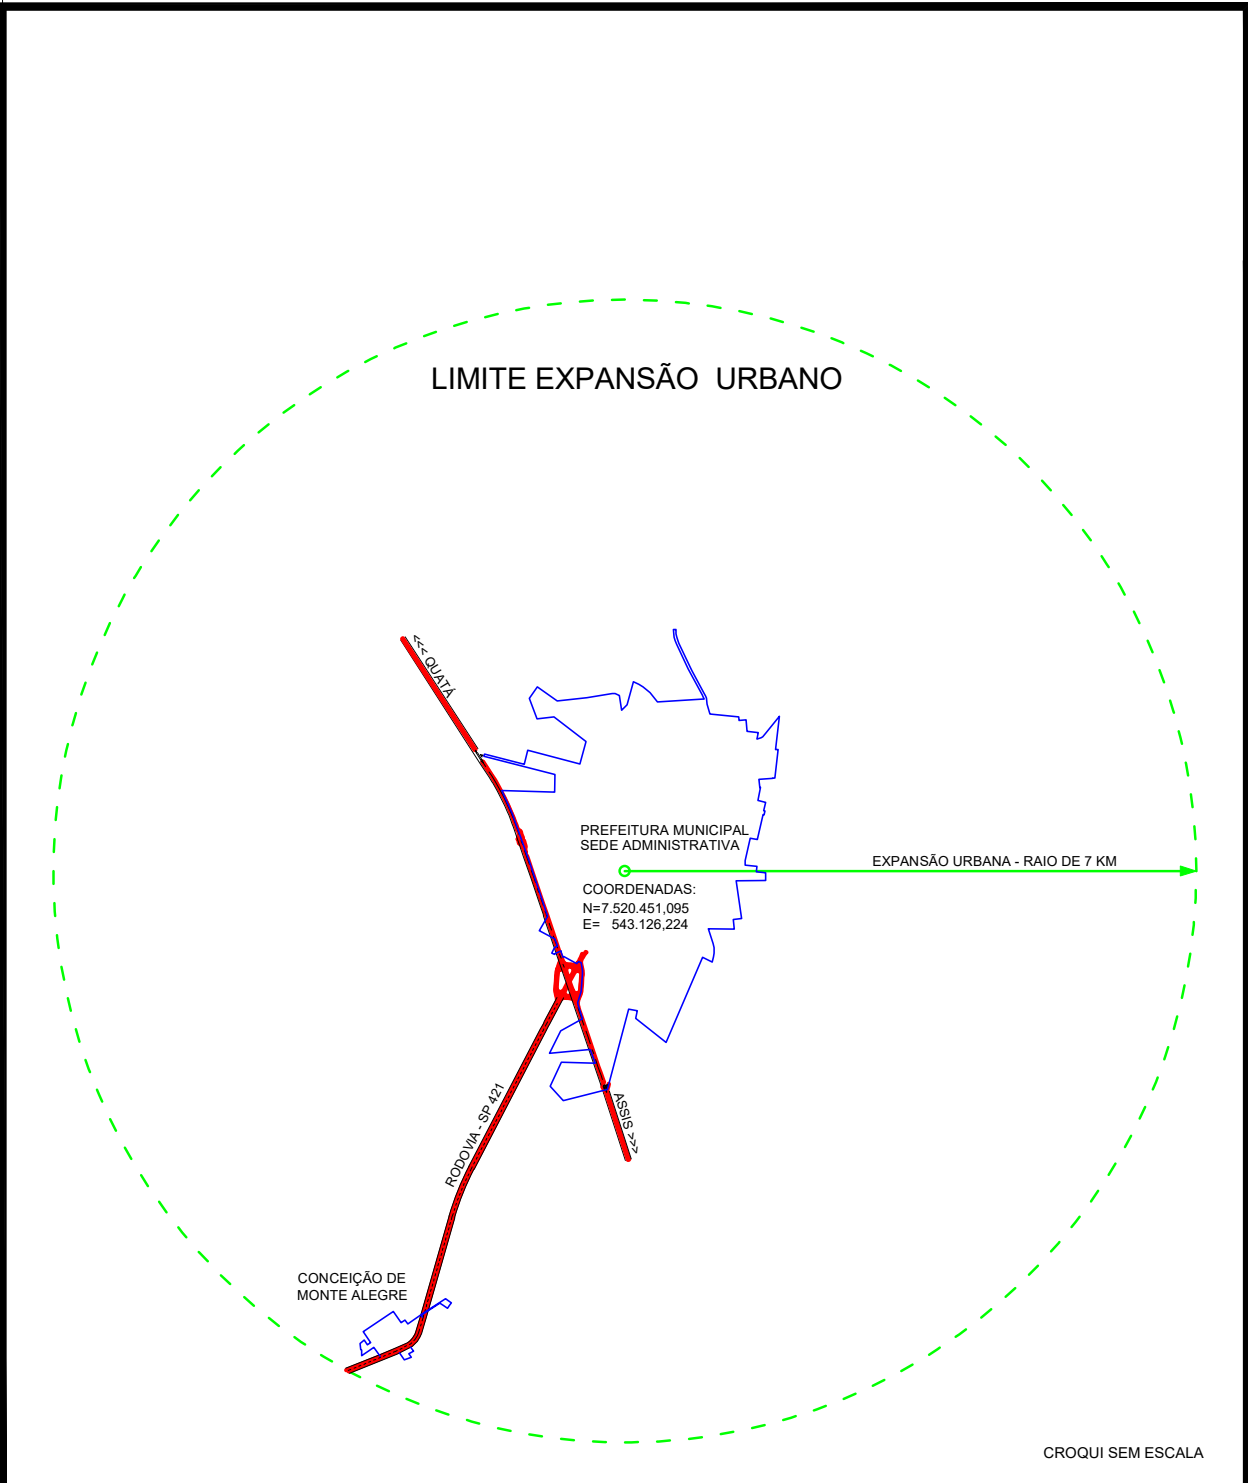 LIMITE EXPANSÃO URBANO
<<< QUATÁ
PREFEITURA MUNICIPAL
SEDE ADMINISTRATIVA
EXPANSÃO URBANA - RAIO DE 7 KM
COORDENADAS:
N=7.520.451,095
E= 543.126,224
RODOVIA - SP 421
ASSIS >>>
CONCEIÇÃO DE
MONTE ALEGRE
CROQUI SEM ESCALA